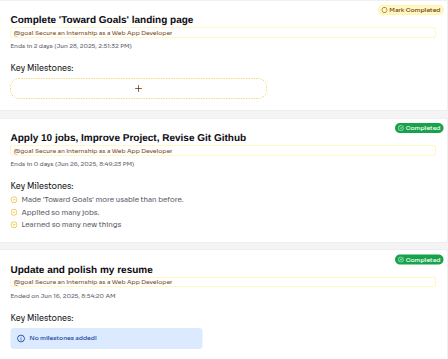 Mark Completed
Complete 'Toward Goals' landing page
@goal Secure an Internship as a Web App Developer
Ends in 2 days (Jun 28, 2025, 2:51:32 PM)
Key Milestones:
+
Completed
Apply 10 jobs, Improve Project, Revise Git Github
@goal Secure an Internship as a Web App Developer
Ends in 0 days (Jun 26, 2025, 8:49:23 PM)
Key Milestones:
Made 'Toward Goals' more usable than before.
Applied so many jobs.
Learned so many new things
Completed
Update and polish my resume
@goal Secure an Internship as a Web App Developer
Ended on Jun 16, 2025, 8:54:20 AM
Key Milestones:
No milestones added!